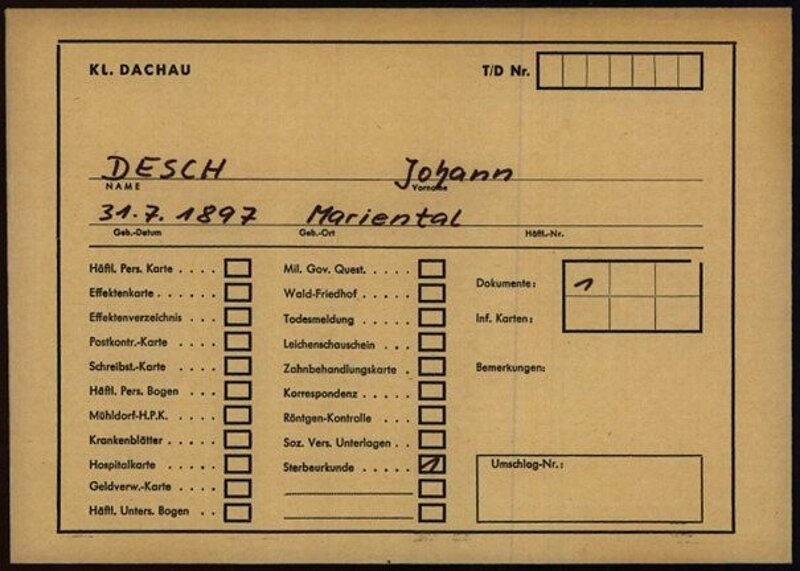 KL. DACHAU T/D Nr.
DESCH Johann
NAME Vorname
31.7.1897 Mariental
Geb.-Datum Geb.-Ort Häftl.-Nr.
Häftl. Pers. Karte . . . .
Effektenkarte . . . . .
Effektenverzeichnis . . .
Postkontr.-Karte . . . .
Schreibst.-Karte . . . .
Häftl. Pers. Bogen . . .
Mühldorf-H.P.K. . . . .
Krankenblätter . . . . .
Hospitalkarte . . . . .
Geldverw.-Karte . . . .
Häftl. Unters. Bogen . .
Mil. Gov. Quest. . . . . .
Wald-Friedhof . . . . .
Todesmeldung . . . . .
Leichenschauschein . . .
Zahnbehandlungskarte .
Korrespondenz . . . . .
Röntgen-Kontrolle . . .
Soz. Vers. Unterlagen . .
Sterbeurkunde . . . . . 1
Dokumente: 1
Inf. Karten:
Bemerkungen:
Umschlag-Nr.: